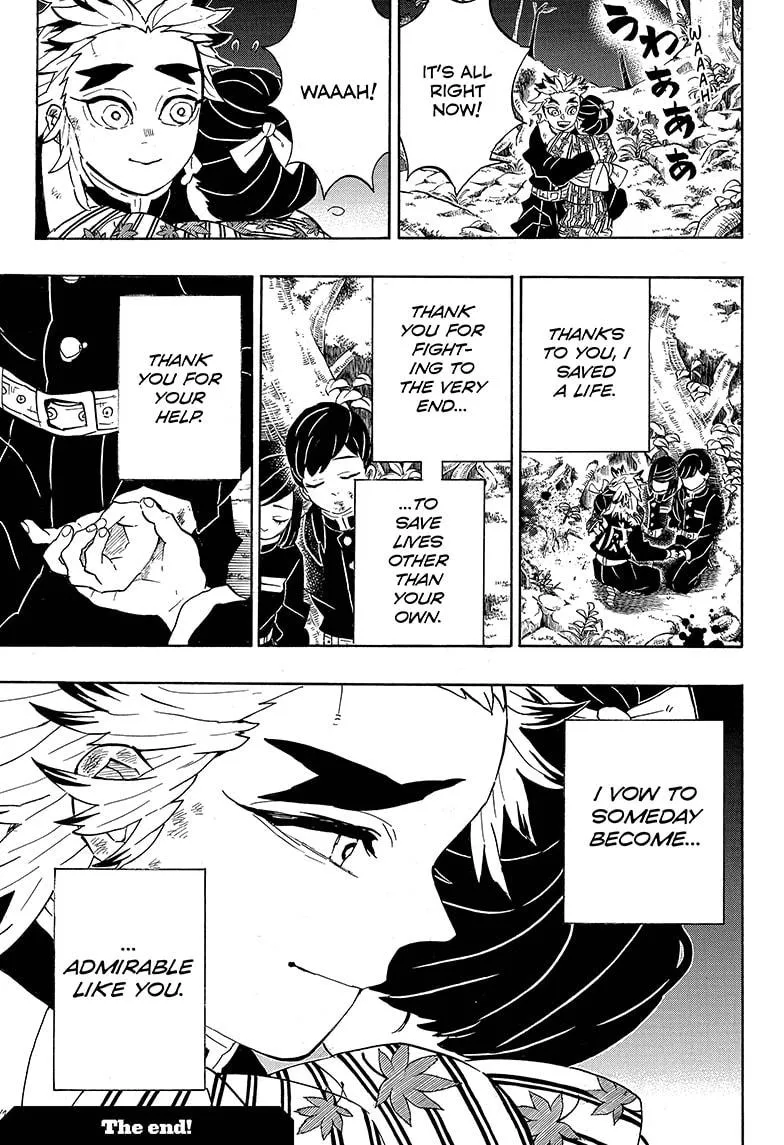 うわあああ
WAAAH!
IT'S ALL
RIGHT
NOW!
WAAAH!
THANKS
TO YOU, I
SAVED
A LIFE.
THANK
YOU FOR
FIGHT-
ING TO
THE VERY
END...
...TO
SAVE
LIVES
OTHER
THAN
YOUR
OWN.
THANK
YOU FOR
YOUR
HELP.
I VOW TO
SOMEDAY
BECOME...
...
ADMIRABLE
LIKE YOU.
The end!